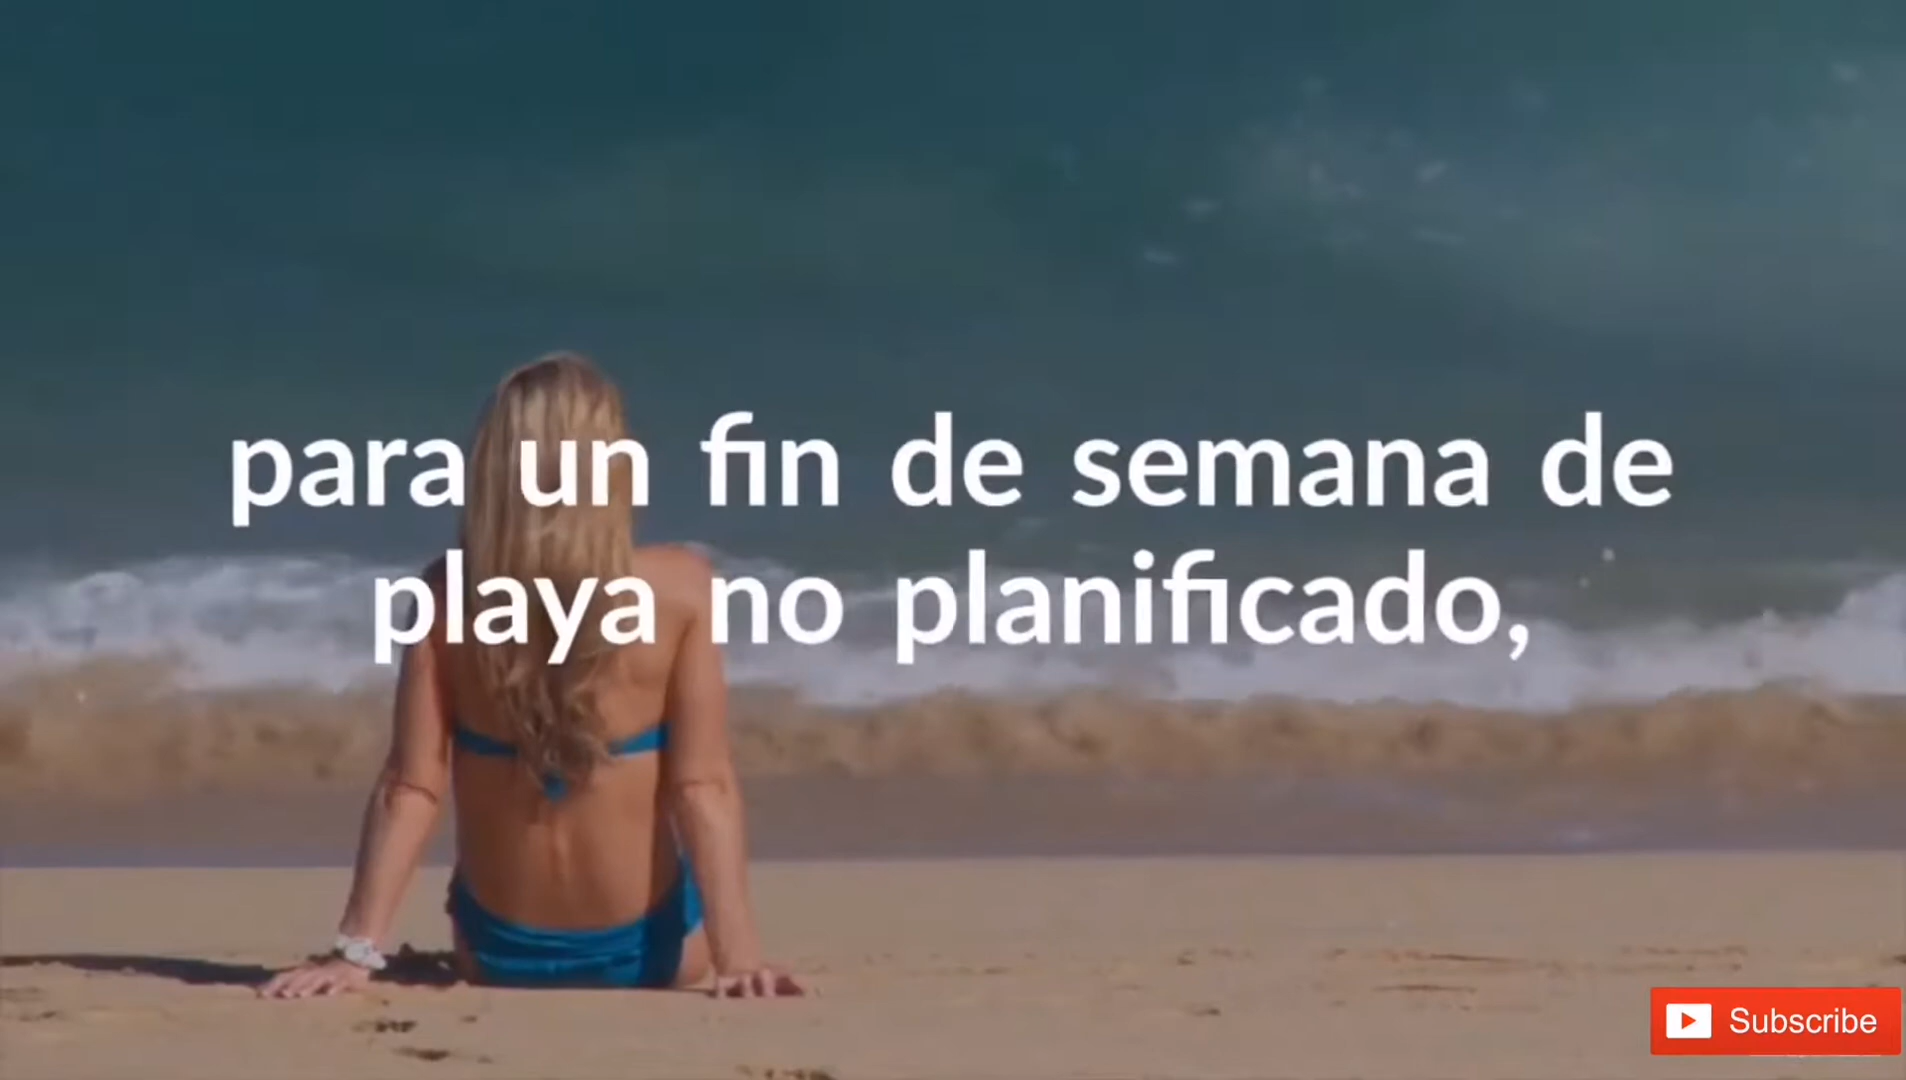 para un fin de semana de
playa no planificado,
Subscribe